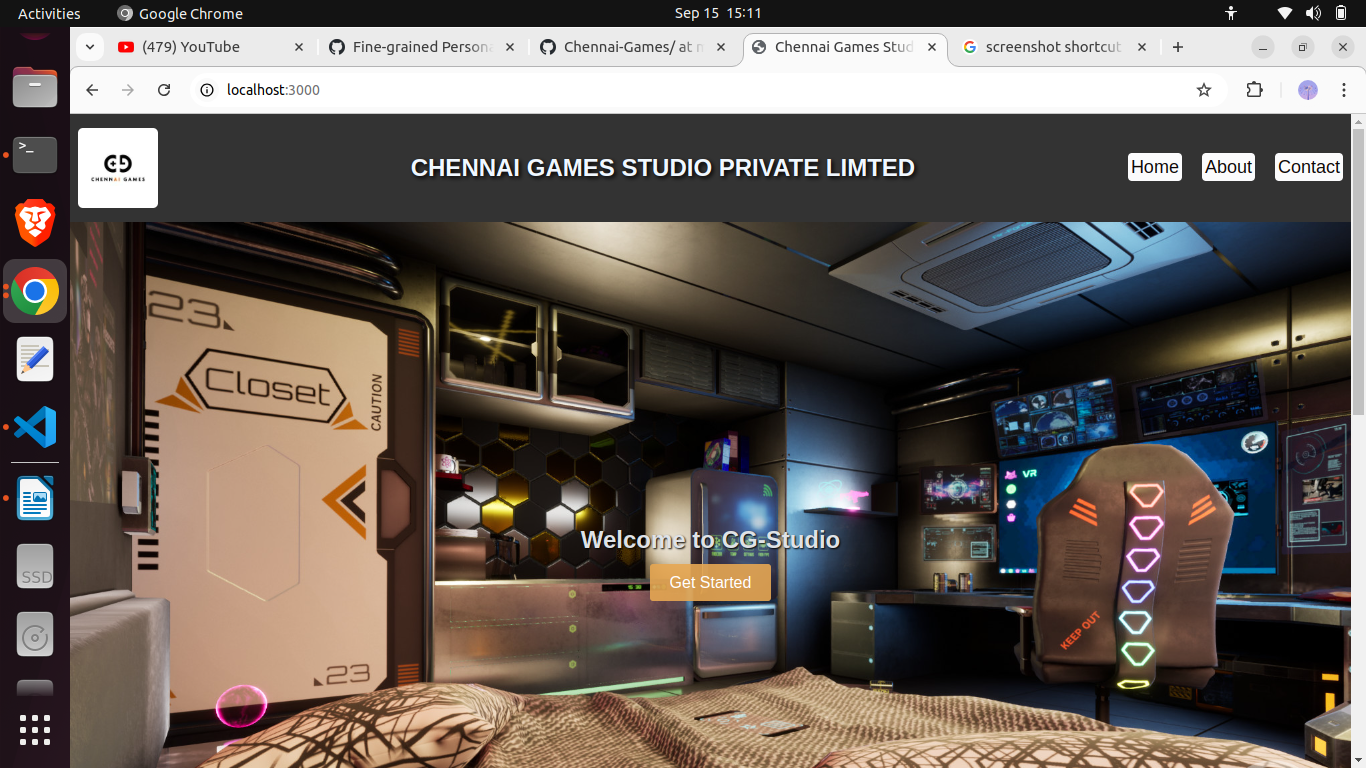 Activities
Google Chrome
Sep 15 15:11
(479) YouTube
Fine-grained Persona
Chennai-Games/ at m
Chennai Games Stud
screenshot shortcut
localhost:3000
CG
CHENNAI GAMES
CHENNAI GAMES STUDIO PRIVATE LIMTED
Home
About
Contact
23
Closet
CAUTION
VR
Welcome to CG-Studio
Get Started
KEEP OUT
23
SSD